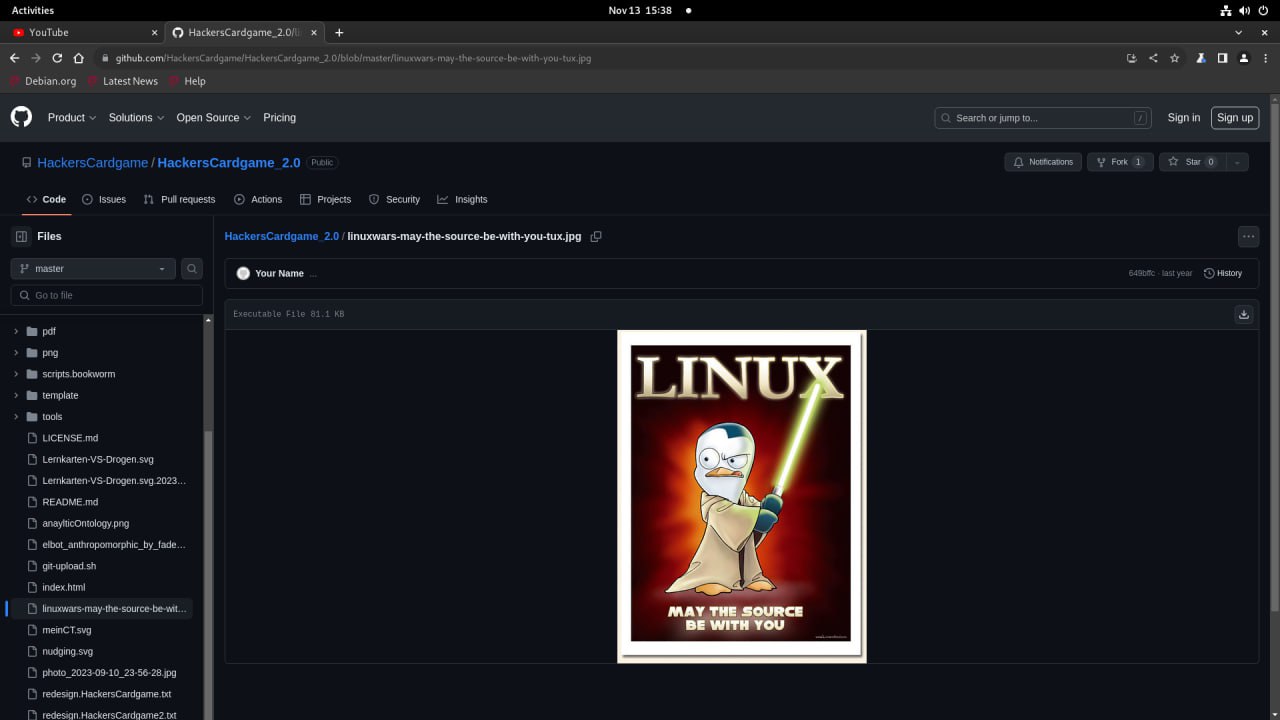 Activities
Nov 13 15:38
YouTube
HackersCardgame_2.0/li
github.com/HackersCardgame/HackersCardgame_2.0/blob/master/linuxwars-may-the-source-be-with-you-tux.jpg
Debian.org
Latest News
Help
Product
Solutions
Open Source
Pricing
Search or jump to...
/
Sign in
Sign up
HackersCardgame / HackersCardgame_2.0
Public
Notifications
Fork 1
Star 0
Code
Issues
Pull requests
Actions
Projects
Security
Insights
Files
HackersCardgame_2.0 / linuxwars-may-the-source-be-with-you-tux.jpg
master
Go to file
Your Name ...
649bffc · last year
History
Executable File 81.1 KB
pdf
png
scripts.bookworm
template
tools
LICENSE.md
Lernkarten-VS-Drogen.svg
Lernkarten-VS-Drogen.svg.2023...
README.md
anaylticOntology.png
elbot_anthropomorphic_by_fade...
git-upload.sh
index.html
linuxwars-may-the-source-be-wit...
meinCT.svg
nudging.svg
photo_2023-09-10_23-56-28.jpg
redesign.HackersCardgame.txt
redesign.HackersCardgame2.txt
LINUX
MAY THE SOURCE
BE WITH YOU